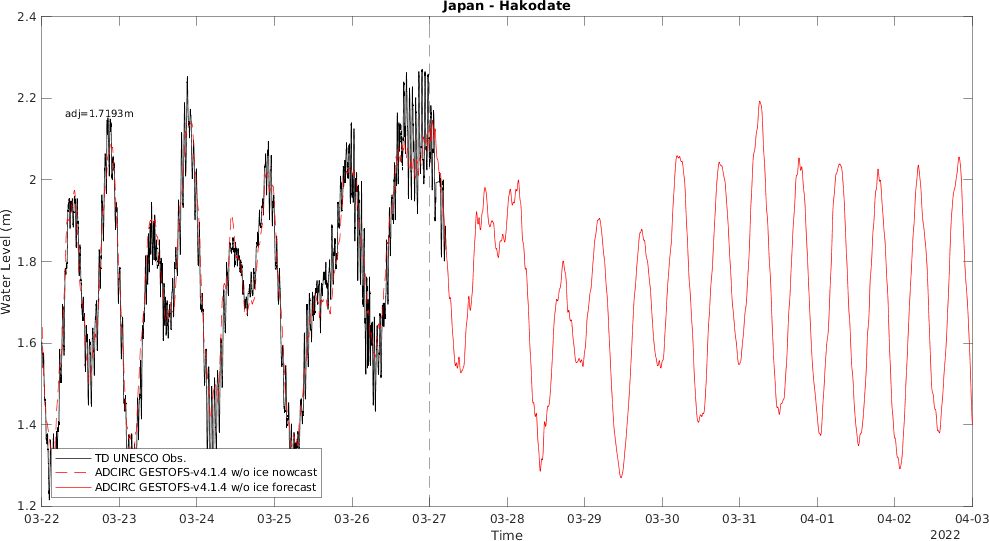 Japan - Hakodate
2.4
2.2
2
1.8
1.6
1.4
1.2
Water Level (m)
adj=1.7193m
TD UNESCO Obs.
ADCIRC GESTOFS-v4.1.4 w/o ice nowcast
ADCIRC GESTOFS-v4.1.4 w/o ice forecast
03-22 03-23 03-24 03-25 03-26 03-27 03-28 03-29 03-30 03-31 04-01 04-02 04-03
Time
2022